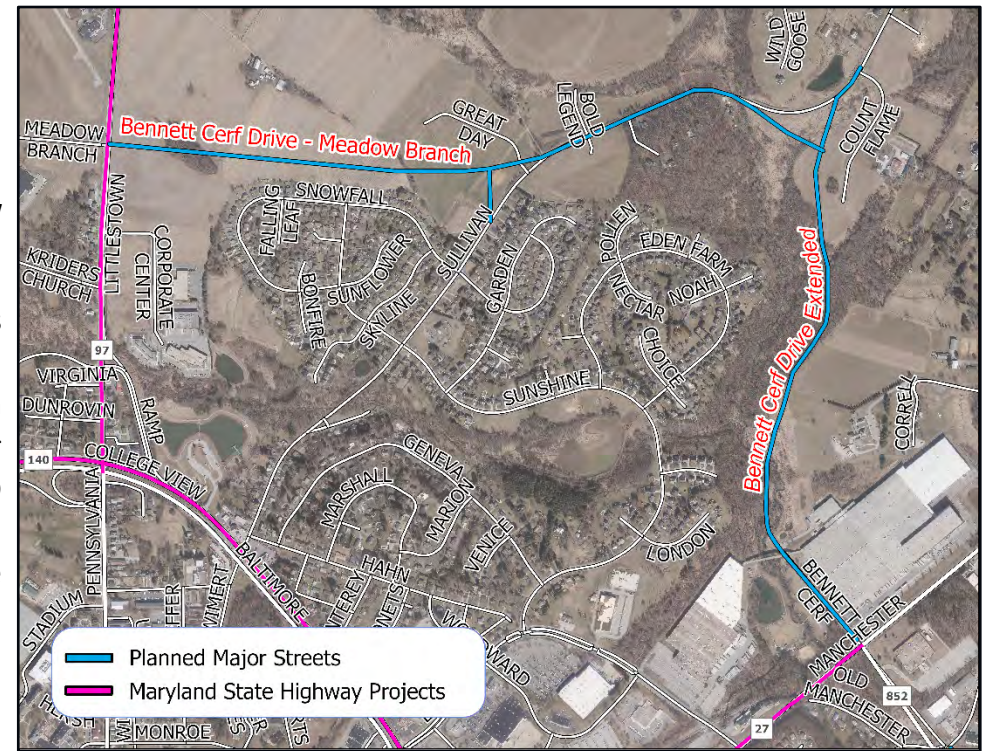 WILD
GOOSE
GREAT
DAY
BOLD
LEGEND
COUNT
FLAME
MEADOW
BRANCH
Bennett Cerf Drive - Meadow Branch
LITTLESTOWN
SNOWFALL
FALLING
LEAF
SULLIVAN
POLLEN
EDEN FARM
KRIDERS
CHURCH
CORPORATE
CENTER
BONFIRE
SUNFLOWER
SKYLINE
GARDEN
NECTAR
NOAH
CHOICE
Bennett Cerf Drive Extended
97
VIRGINIA
DUNROVIN
RAMP
SUNSHINE
CORRELL
140
COLLEGE VIEW
PENNSYLVANIA
GENEVA
MARSHALL
MARION
VENICE
LONDON
BALTIMORE
HAHN
STADIUM
WIMERT
BENNETT
CERF
MANCHESTER
OLD
MANCHESTER
852
27
Planned Major Streets
Maryland State Highway Projects
MONROE